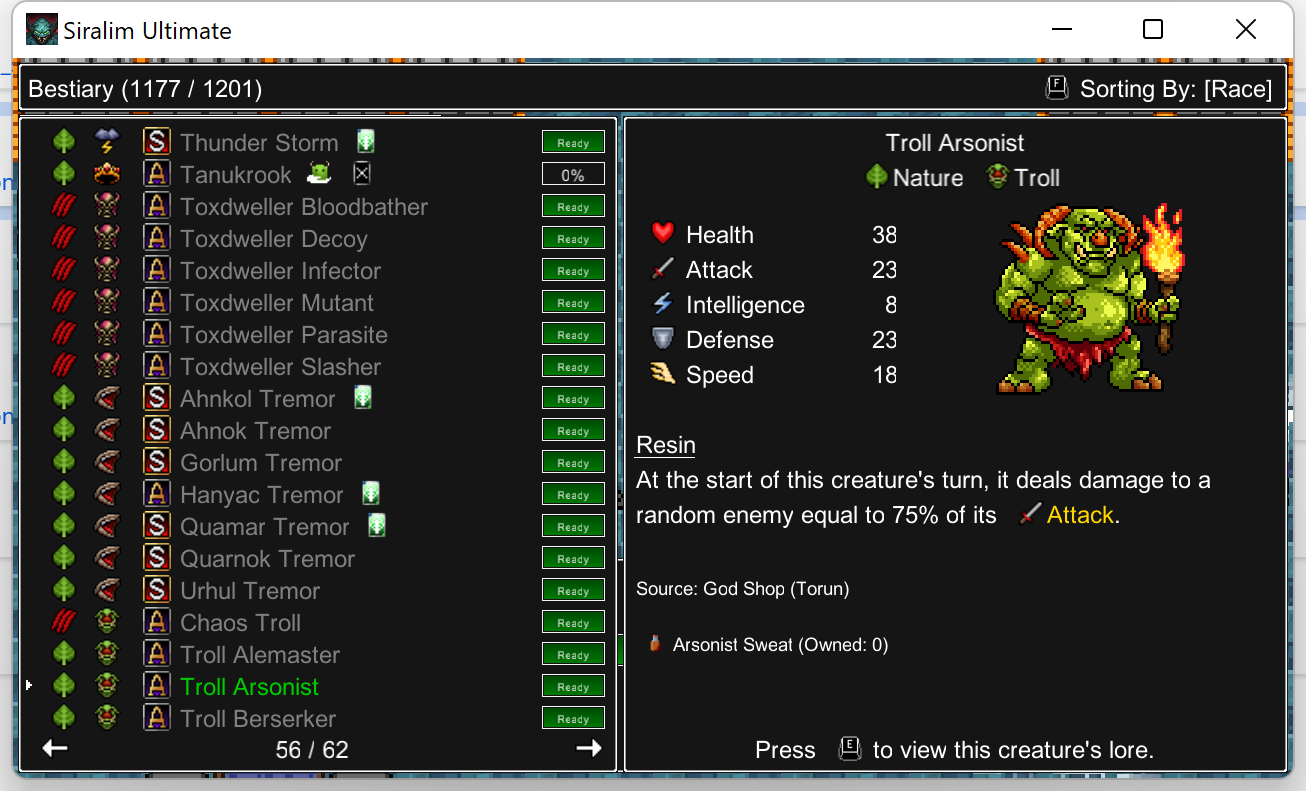 Siralim Ultimate
Bestiary (1177 / 1201)
F Sorting By: [Race]
S Thunder Storm Ready
A Tanukrook 0%
A Toxdweller Bloodbather Ready
A Toxdweller Decoy Ready
A Toxdweller Infector Ready
A Toxdweller Mutant Ready
A Toxdweller Parasite Ready
A Toxdweller Slasher Ready
S Ahnkol Tremor Ready
S Ahnok Tremor Ready
S Gorlum Tremor Ready
A Hanyac Tremor Ready
S Quamar Tremor Ready
S Quarnok Tremor Ready
S Urhul Tremor Ready
A Chaos Troll Ready
A Troll Alemaster Ready
A Troll Arsonist Ready
A Troll Berserker Ready
56 / 62
Troll Arsonist
Nature Troll
Health 38
Attack 23
Intelligence 8
Defense 23
Speed 18
Resin
At the start of this creature's turn, it deals damage to a
random enemy equal to 75% of its Attack.
Source: God Shop (Torun)
Arsonist Sweat (Owned: 0)
Press E to view this creature's lore.